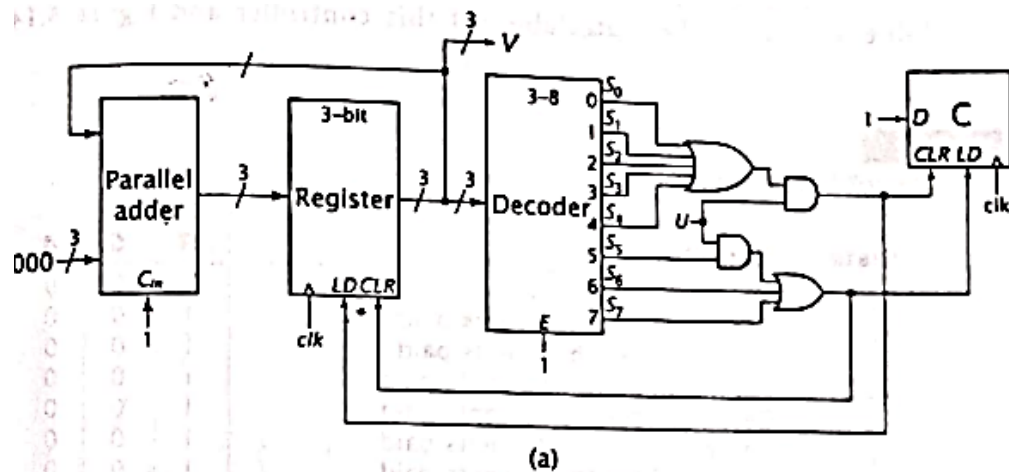 3
V
3-8
S0
0
S1
1
S2
2
S3
3
S4
4
S5
5
S6
6
S7
7
3-bit
Parallel
adder
3
Register
3
3
Decoder
U
1
D
C
CLR LD
clk
000
3
Cin
1
LD CLR
clk
E
1
is paid
(a)